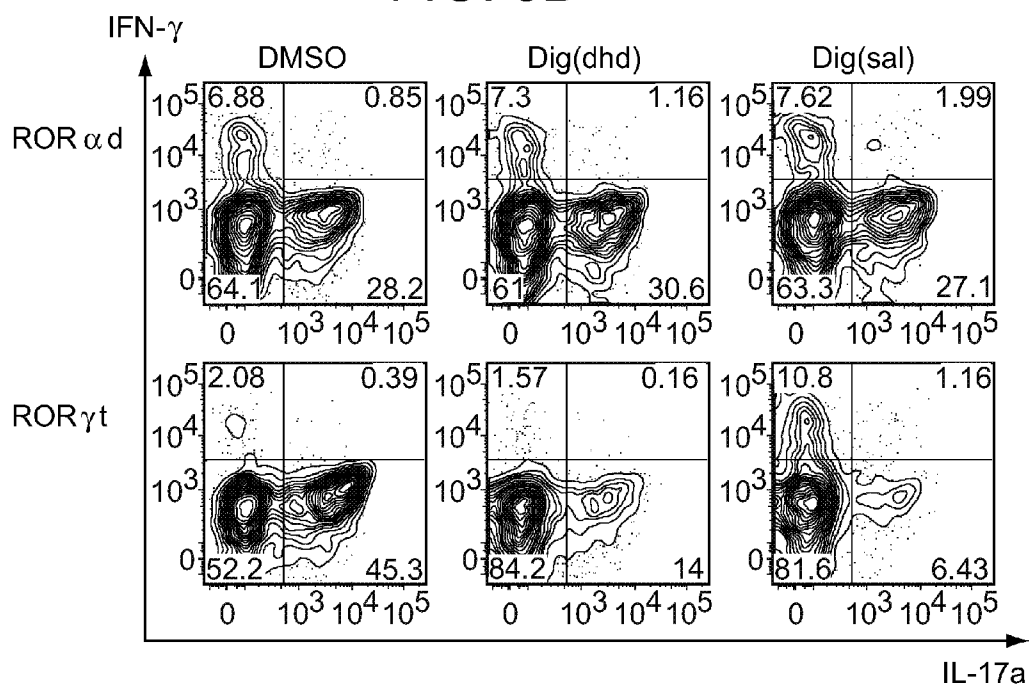 IFN-γ
DMSO Dig(dhd) Dig(sal)
ROR α d
10⁵ 10⁴ 10³ 0
6.88 0.85
64.1 28.2
0 10³ 10⁴ 10⁵
10⁵ 10⁴ 10³ 0
7.3 1.16
61 30.6
0 10³ 10⁴ 10⁵
10⁵ 10⁴ 10³ 0
7.62 1.99
63.3 27.1
0 10³ 10⁴ 10⁵
ROR γt
10⁵ 10⁴ 10³ 0
2.08 0.39
52.2 45.3
0 10³ 10⁴ 10⁵
10⁵ 10⁴ 10³ 0
1.57 0.16
84.2 14
0 10³ 10⁴ 10⁵
10⁵ 10⁴ 10³ 0
10.8 1.16
81.6 6.43
0 10³ 10⁴ 10⁵
IL-17a